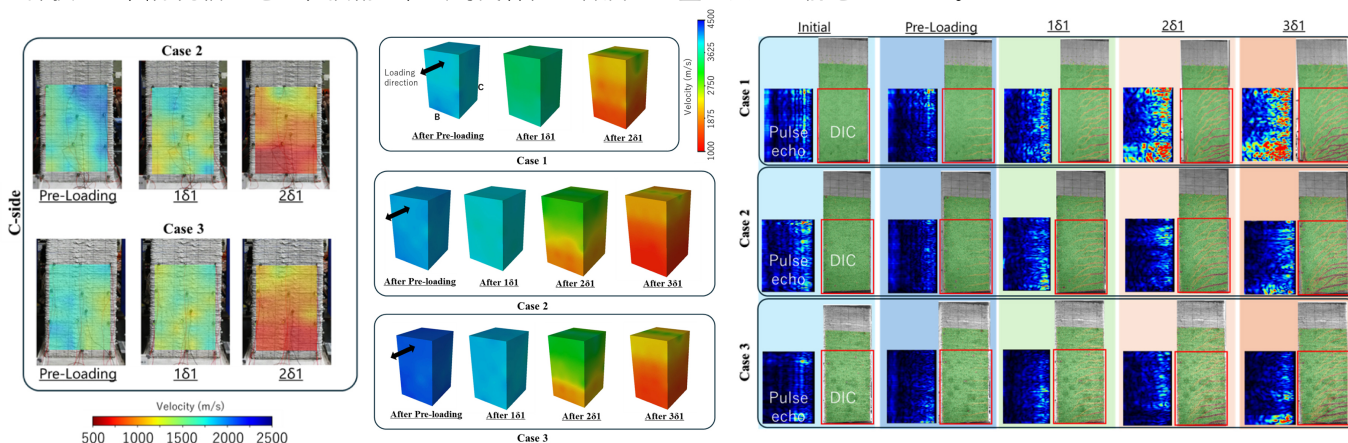 C-side
Case 2
Pre-Loading 1δ1 2δ1
Case 3
Pre-Loading 1δ1 2δ1
Velocity (m/s)
500 1000 1500 2000 2500
Loading
direction
B
C
After Pre-loading After 1δ1 After 2δ1
Case 1
After Pre-loading After 1δ1 After 2δ1 After 3δ1
Case 2
After Pre-loading After 1δ1 After 2δ1 After 3δ1
Case 3
Velocity (m/s)
1000 1875 2750 3625 4500
Initial Pre-Loading 1δ1 2δ1 3δ1
Case 1
Pulse
echo
DIC
Case 2
Pulse
echo
DIC
Case 3
Pulse
echo
DIC